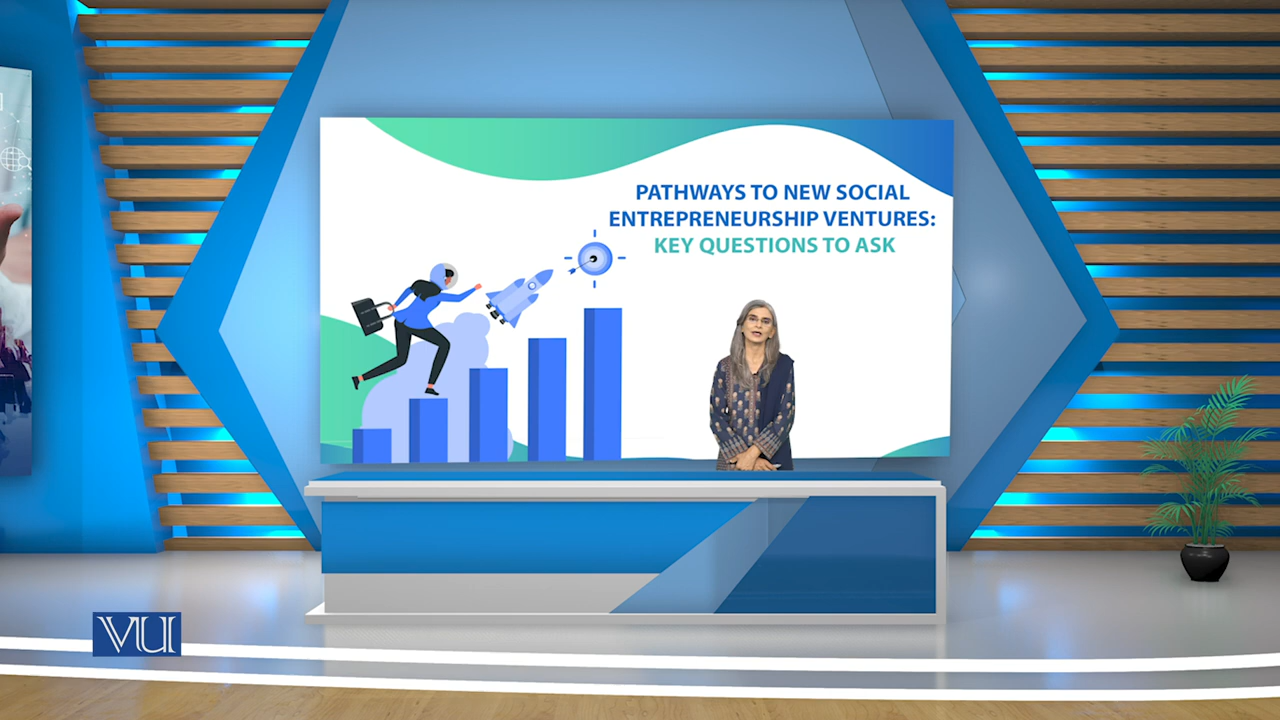 PATHWAYS TO NEW SOCIAL
ENTREPRENEURSHIP VENTURES:
KEY QUESTIONS TO ASK
VU